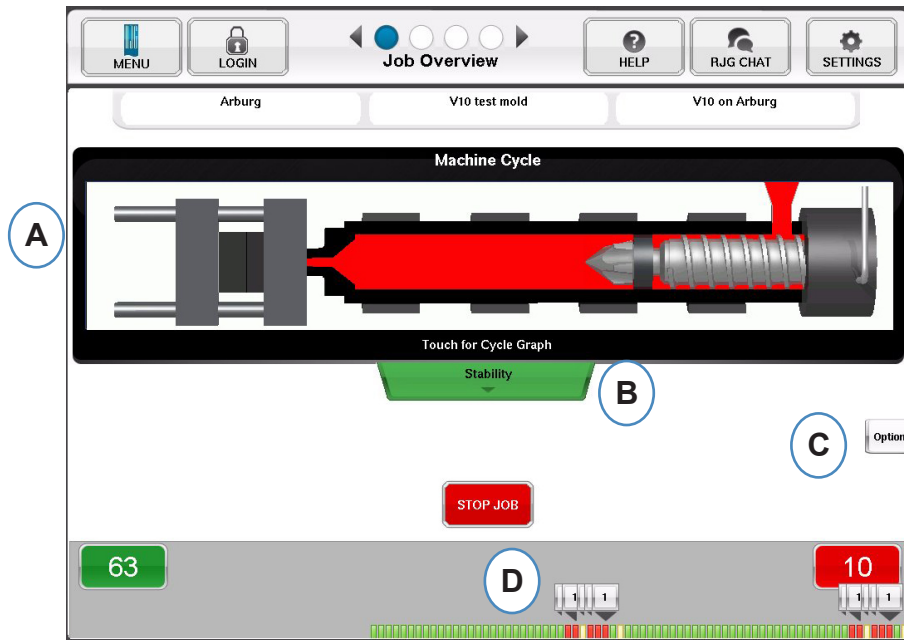 MENU
LOGIN
Job Overview
HELP
RJG CHAT
SETTINGS
Arburg
V10 test mold
V10 on Arburg
Machine Cycle
A
Touch for Cycle Graph
Stability
B
C
Option
STOP JOB
63
D
10
1
1
1
1